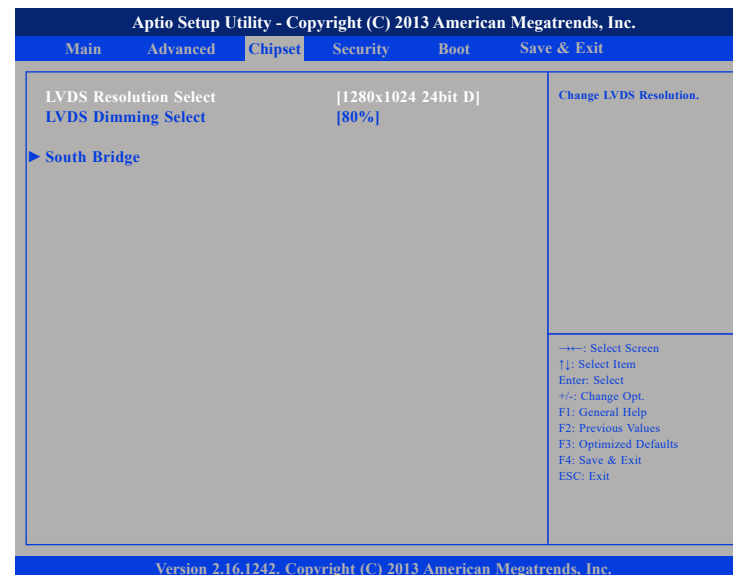 Aptio Setup Utility - Copyright (C) 2013 American Megatrends, Inc.
Main Advanced Chipset Security Boot Save & Exit
LVDS Resolution Select [1280x1024 24bit D]
LVDS Dimming Select [80%]
► South Bridge
Change LVDS Resolution.
→←: Select Screen
↑↓: Select Item
Enter: Select
+/-: Change Opt.
F1: General Help
F2: Previous Values
F3: Optimized Defaults
F4: Save & Exit
ESC: Exit
Version 2.16.1242. Copyright (C) 2013 American Megatrends, Inc.